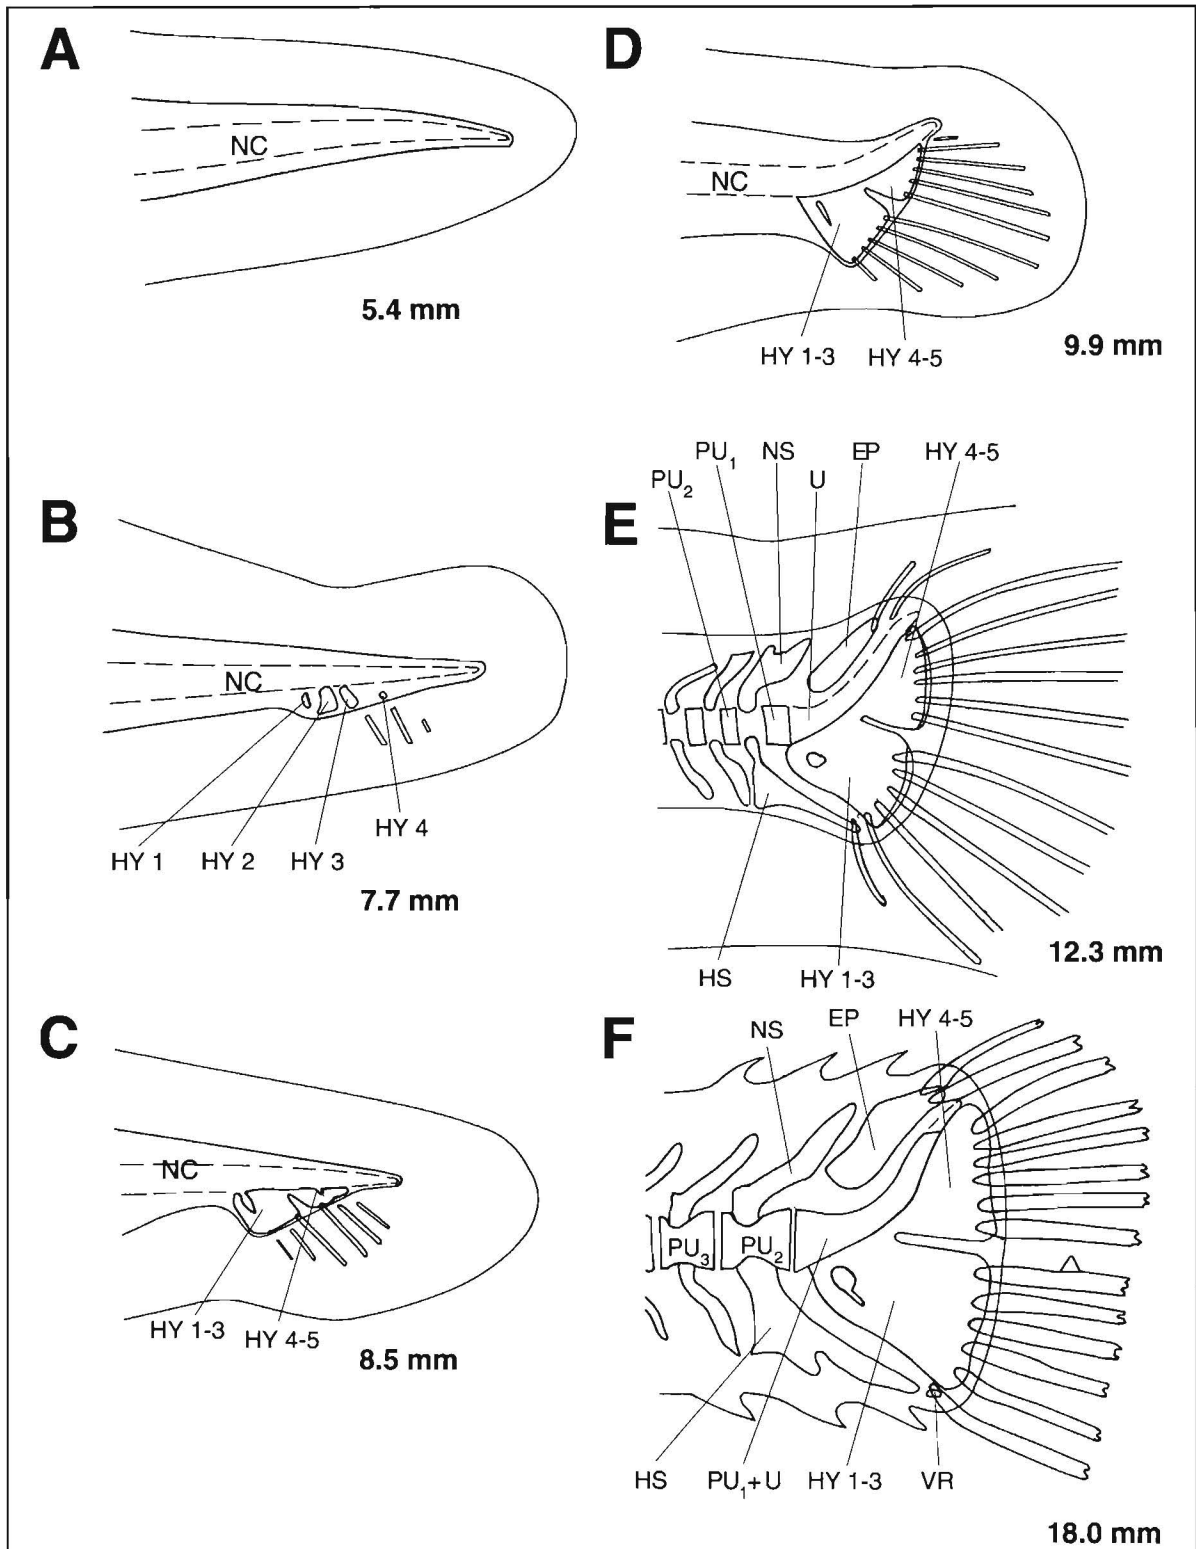 A
NC
5.4 mm
B
NC
HY 4
HY 1 HY 2 HY 3
7.7 mm
C
NC
HY 1-3 HY 4-5
8.5 mm
D
NC
HY 1-3 HY 4-5
9.9 mm
PU₁ NS EP HY 4-5
PU₂ U
E
HS HY 1-3
12.3 mm
F
NS EP HY 4-5
PU₃ PU₂
HS PU₁+U HY 1-3 VR
18.0 mm